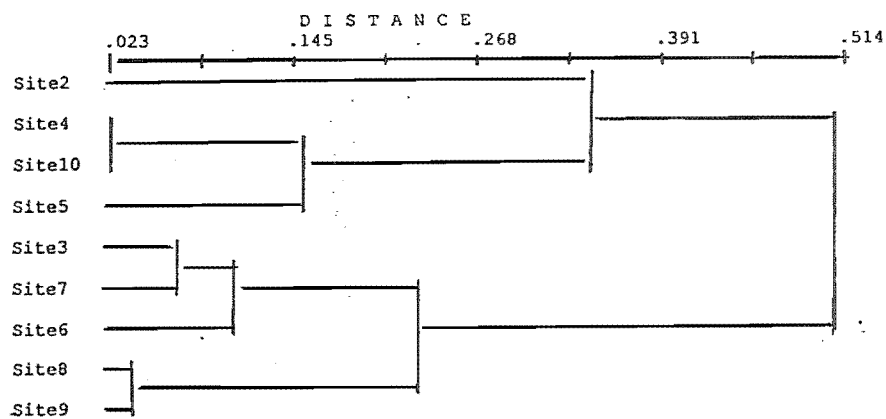 D I S T A N C E
.023 .145 .268 .391 .514
Site2
Site4
Site10
Site5
Site3
Site7
Site6
Site8
Site9